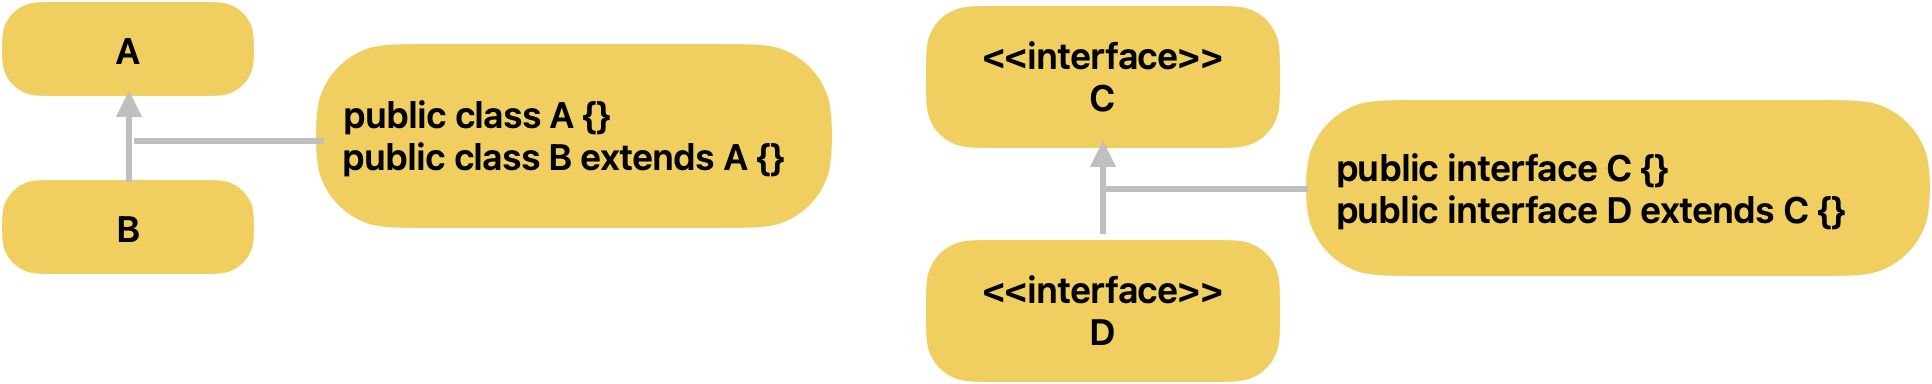 A
public class A {}
public class B extends A {}
B
<<interface>>
C
public interface C {}
public interface D extends C {}
<<interface>>
D